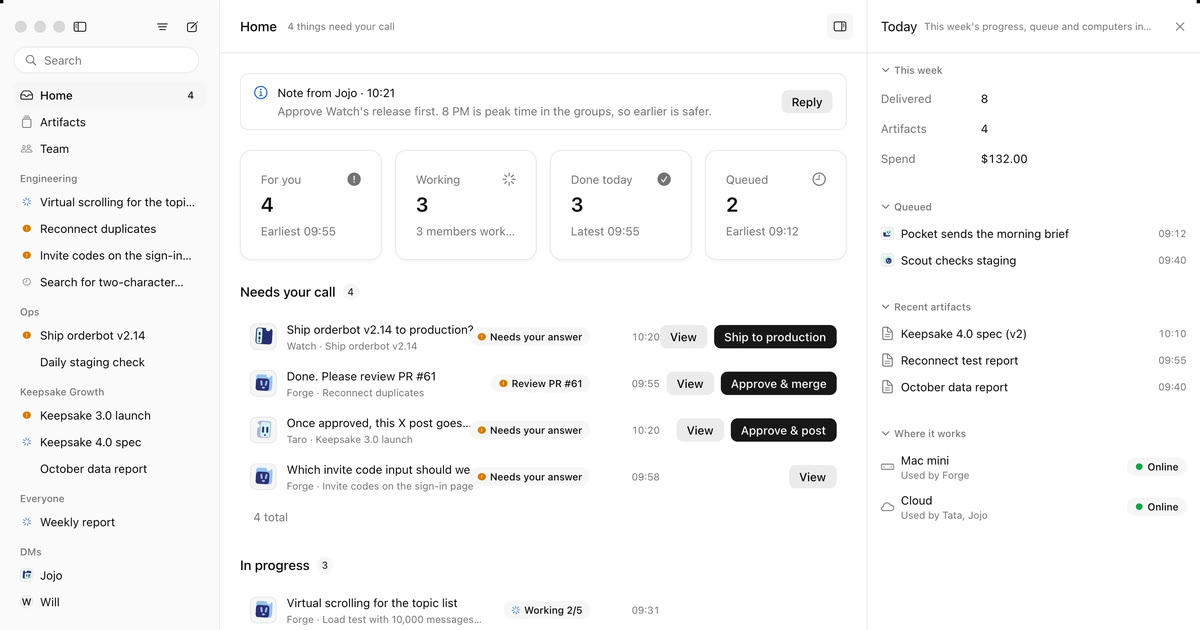 Search
Home 4
Artifacts
Team
Engineering
Virtual scrolling for the topi...
Reconnect duplicates
Invite codes on the sign-in...
Search for two-character...
Ops
Ship orderbot v2.14
Daily staging check
Keepsake Growth
Keepsake 3.0 launch
Keepsake 4.0 spec
October data report
Everyone
Weekly report
DMs
Jojo
W Will
Home 4 things need your call
Note from Jojo · 10:21
Approve Watch's release first. 8 PM is peak time in the groups, so earlier is safer.
Reply
For you
4
Earliest 09:55
Working
3
3 members work...
Done today
3
Latest 09:55
Queued
2
Earliest 09:12
Needs your call 4
Ship orderbot v2.14 to production?
Watch · Ship orderbot v2.14
Needs your answer 10:20 View Ship to production
Done. Please review PR #61
Forge · Reconnect duplicates
Review PR #61 09:55 View Approve & merge
Once approved, this X post goes...
Taro · Keepsake 3.0 launch
Needs your answer 10:20 View Approve & post
Which invite code input should we
Forge · Invite codes on the sign-in page
Needs your answer 09:58 View
4 total
In progress 3
Virtual scrolling for the topic list
Forge · Load test with 10,000 messages...
Working 2/5 09:31
Today This week's progress, queue and computers in...
This week
Delivered 8
Artifacts 4
Spend $132.00
Queued
Pocket sends the morning brief 09:12
Scout checks staging 09:40
Recent artifacts
Keepsake 4.0 spec (v2) 10:10
Reconnect test report 09:55
October data report 09:40
Where it works
Mac mini
Used by Forge
Online
Cloud
Used by Tata, Jojo
Online